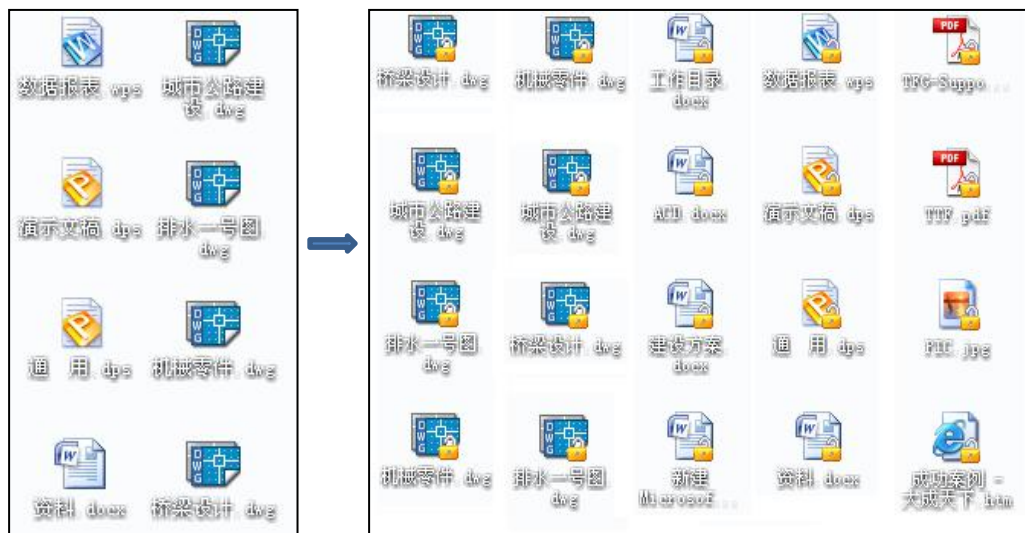 数据报表.wps
城市公路建
设.dwg
演示文稿.dps
排水一号图.
dwg
通 用.dps
机械零件.dwg
资料.docx
桥梁设计.dwg
桥梁设计.dwg
机械零件.dwg
工作目录.
docx
数据报表.wps
TFG-Suppo...
城市公路建
设.dwg
城市公路建
设.dwg
ACD.docx
演示文稿.dps
TTF.pdf
排水一号图.
dwg
桥梁设计.dwg
建设方案.
docx
通 用.dps
PIC.jpg
机械零件.dwg
排水一号图.
dwg
新建
Microsof...
资料.docx
成功案例 -
大成天下.htm